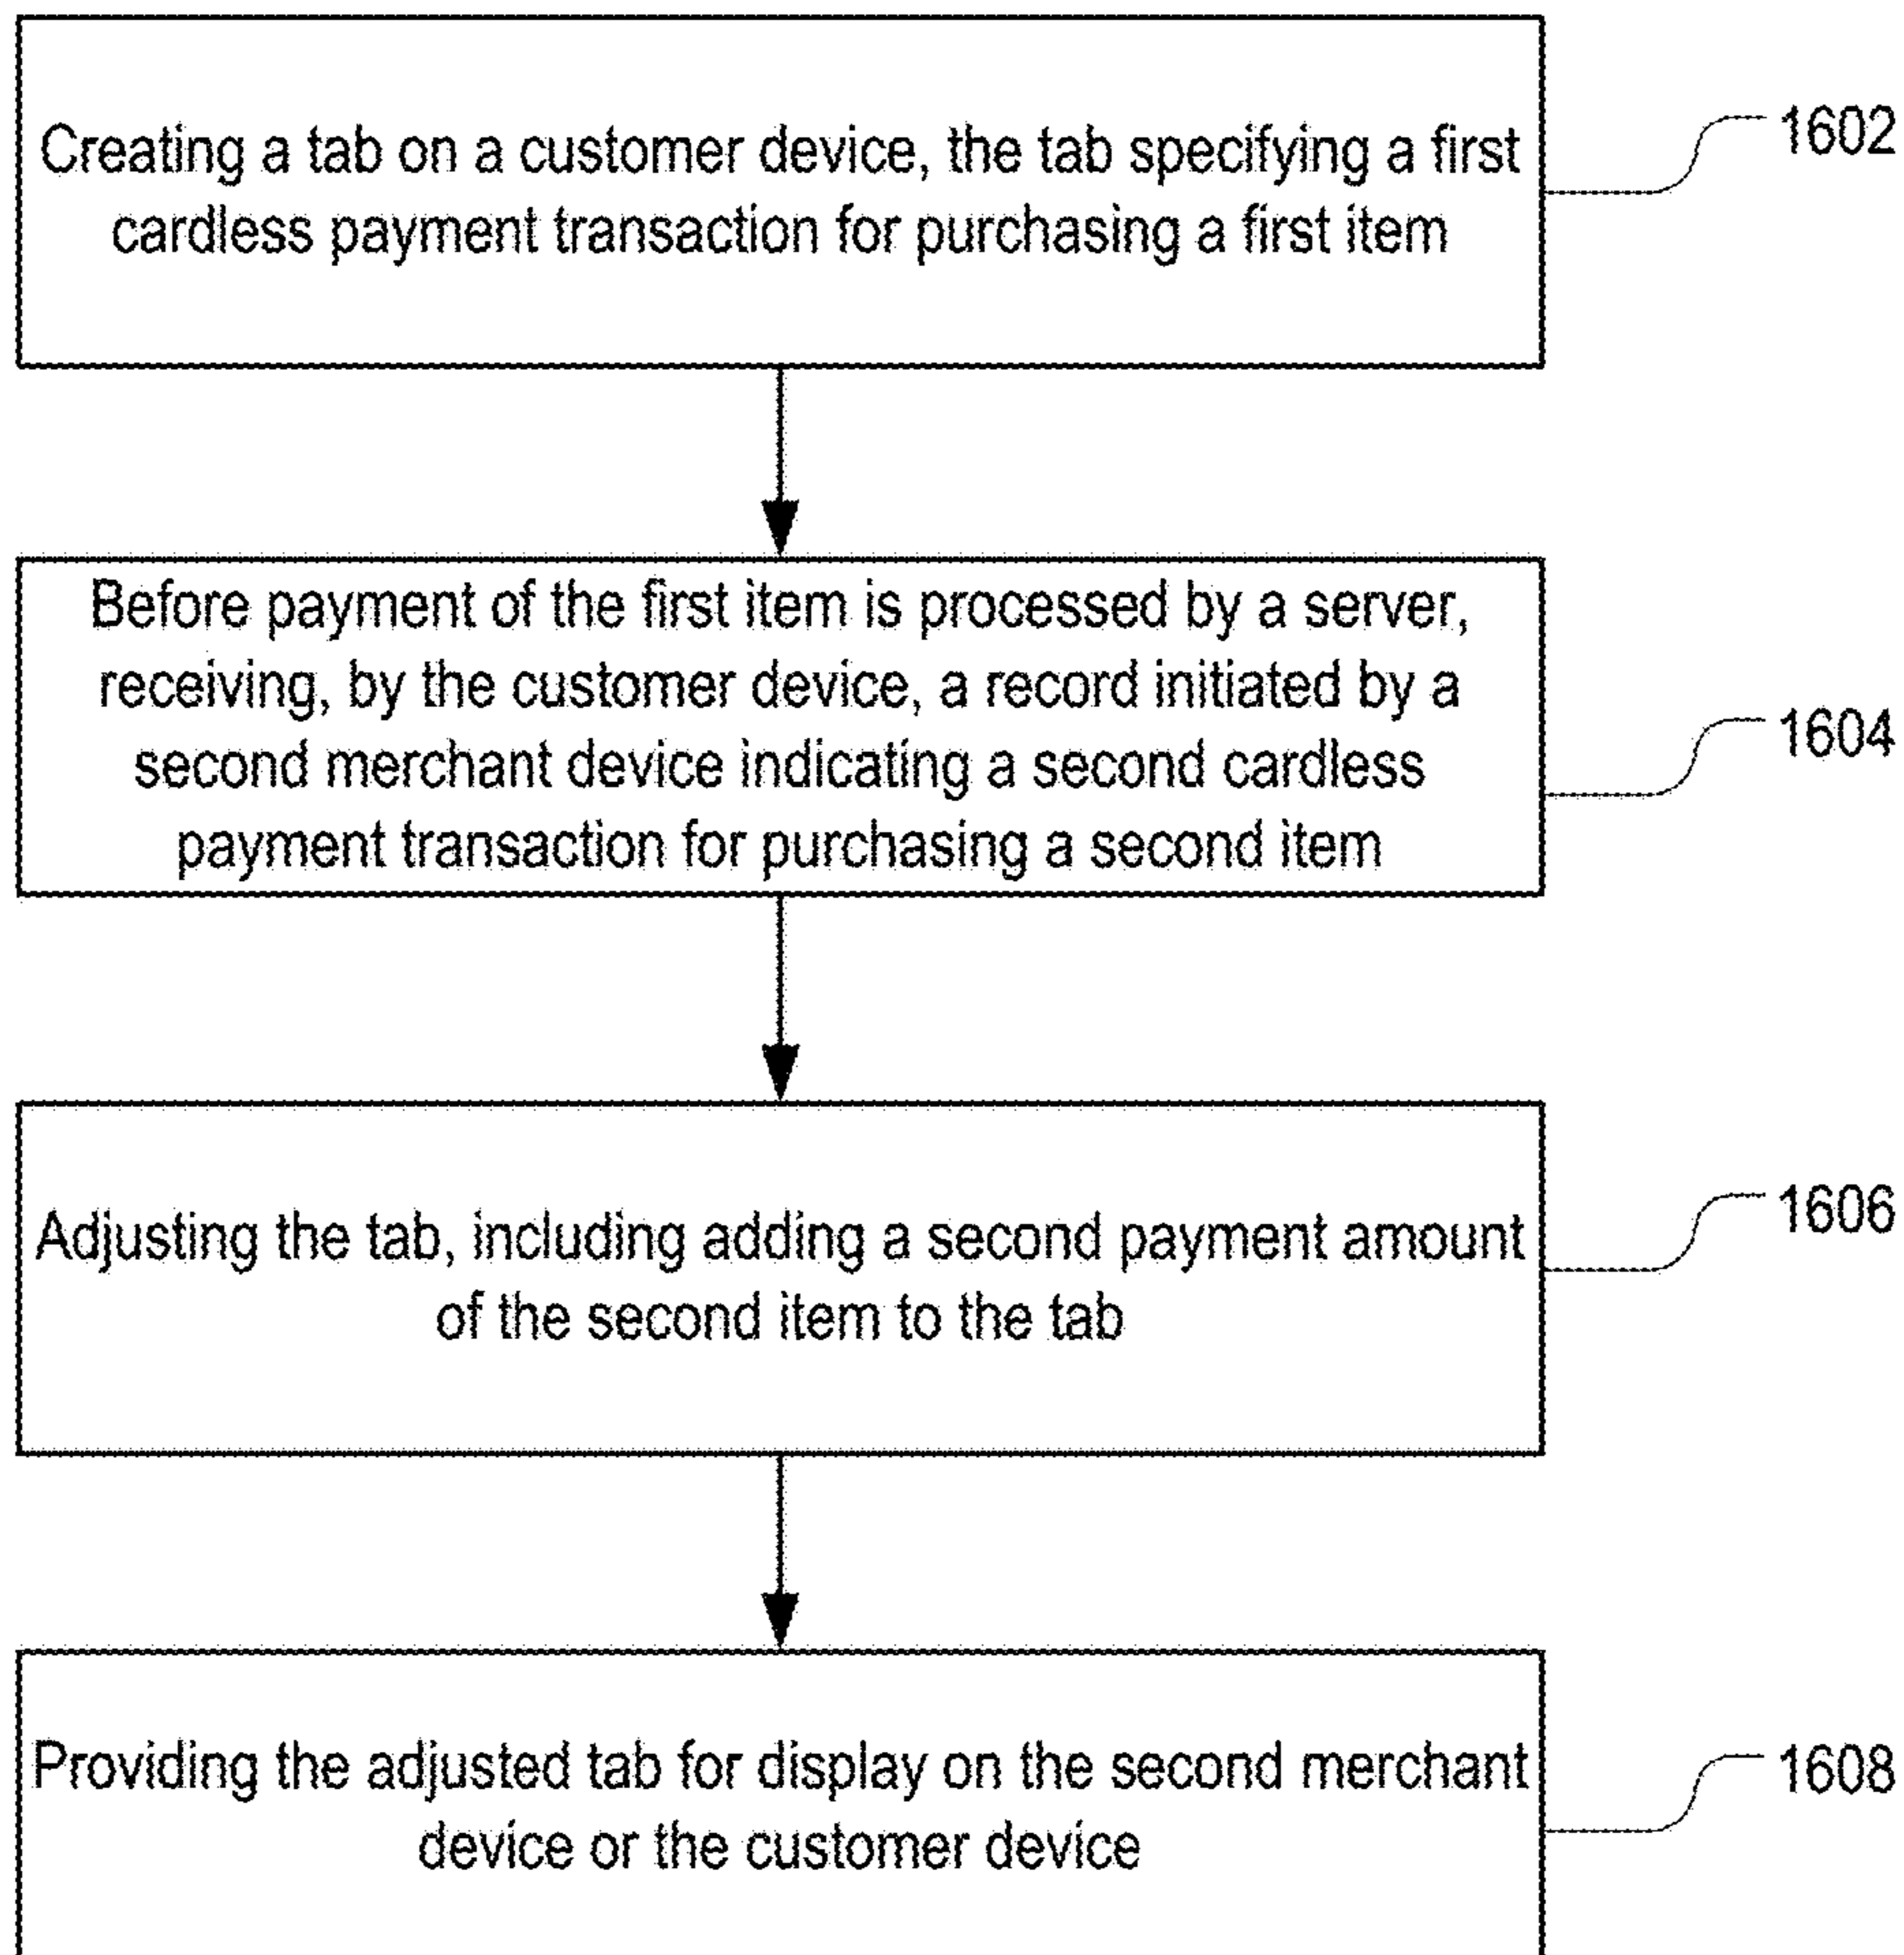 Creating a tab on a customer device, the tab specifying a first
cardless payment transaction for purchasing a first item
1602
Before payment of the first item is processed by a server,
receiving, by the customer device, a record initiated by a
second merchant device indicating a second cardless
payment transaction for purchasing a second item
1604
Adjusting the tab, including adding a second payment amount
of the second item to the tab
1606
Providing the adjusted tab for display on the second merchant
device or the customer device
1608